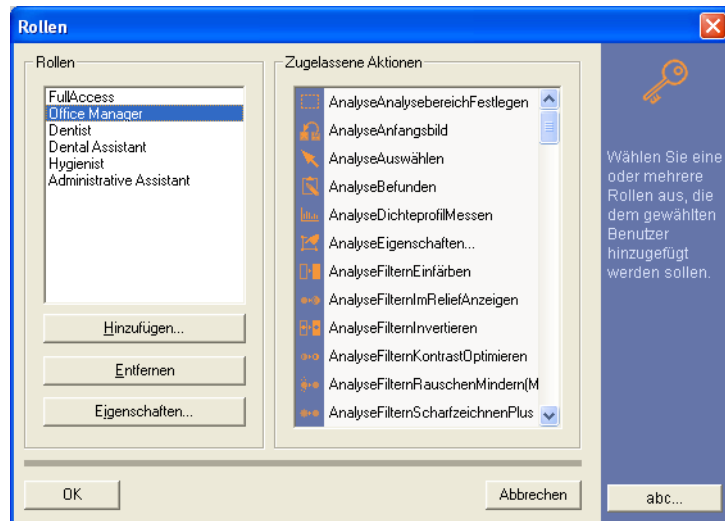 Rollen
Rollen
FullAccess
Office Manager
Dentist
Dental Assistant
Hygienist
Administrative Assistant
Hinzufügen...
Entfernen
Eigenschaften...
Zugelassene Aktionen
AnalyseAnalysebereichFestlegen
AnalyseAnfangsbild
AnalyseAuswählen
AnalyseBefunden
AnalyseDichteprofilMessen
AnalyseEigenschaften...
AnalyseFilternEinfärben
AnalyseFilternImReliefAnzeigen
AnalyseFilternInvertieren
AnalyseFilternKontrastOptimieren
AnalyseFilternRauschenMindern(M
AnalyseFilternScharfzeichnenPlus
Wählen Sie eine
oder mehrere
Rollen aus, die
dem gewählten
Benutzer
hinzugefügt
werden sollen.
OK
Abbrechen
abc...